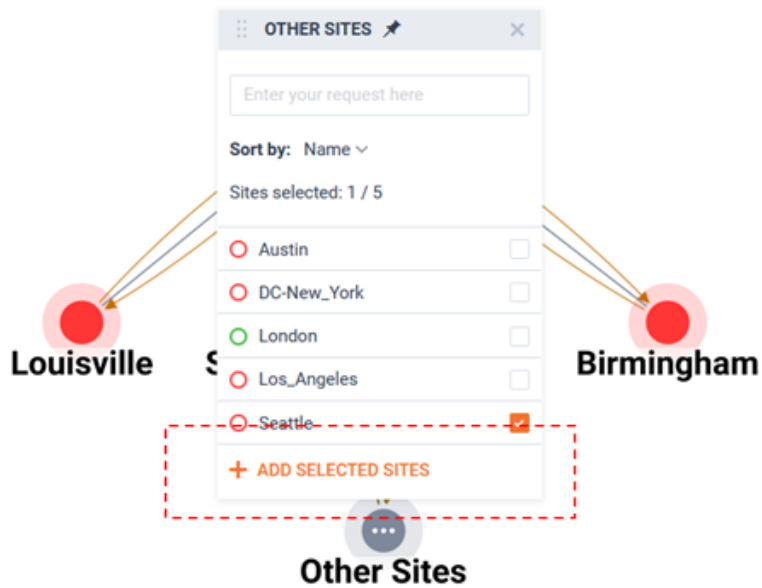 OTHER SITES
Enter your request here
Sort by: Name
Sites selected: 1 / 5
Austin
DC-New_York
London
Los_Angeles
Seattle
ADD SELECTED SITES
Louisville
Birmingham
Other Sites